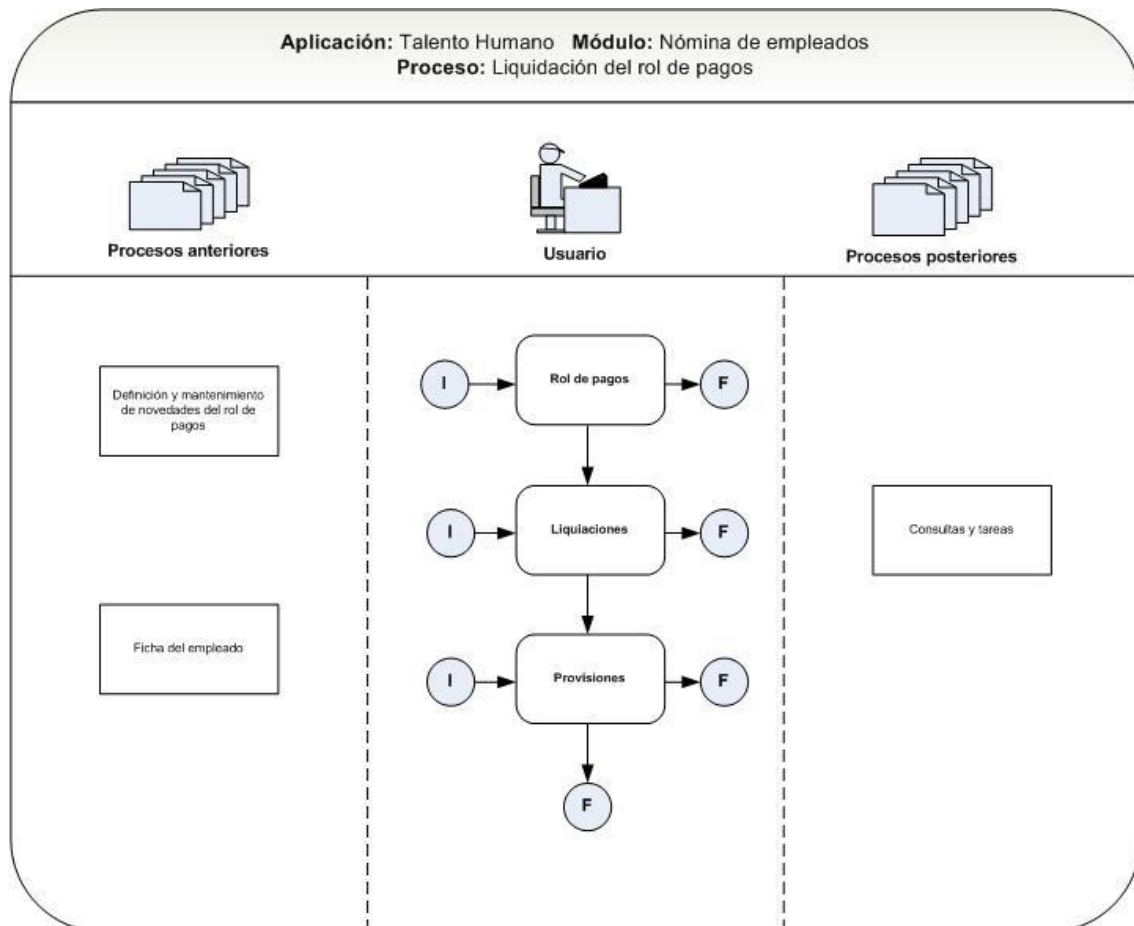 Aplicación: Talento Humano Módulo: Nómina de empleados
Proceso: Liquidación del rol de pagos
Procesos anteriores
Usuario
Procesos posteriores
Definición y mantenimiento
de novedades del rol de
pagos
I
Rol de pagos
F
I
Liquiaciones
F
Consultas y tareas
Ficha del empleado
I
Provisiones
F
F